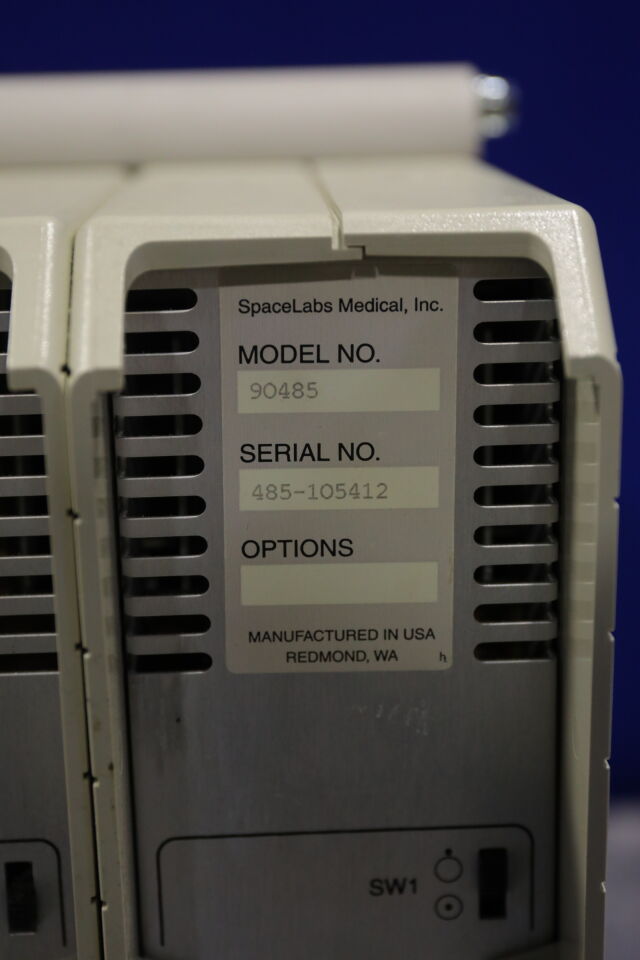 SpaceLabs Medical, Inc.
MODEL NO.
90485
SERIAL NO.
485-105412
OPTIONS
MANUFACTURED IN USA
REDMOND, WA h
SW1